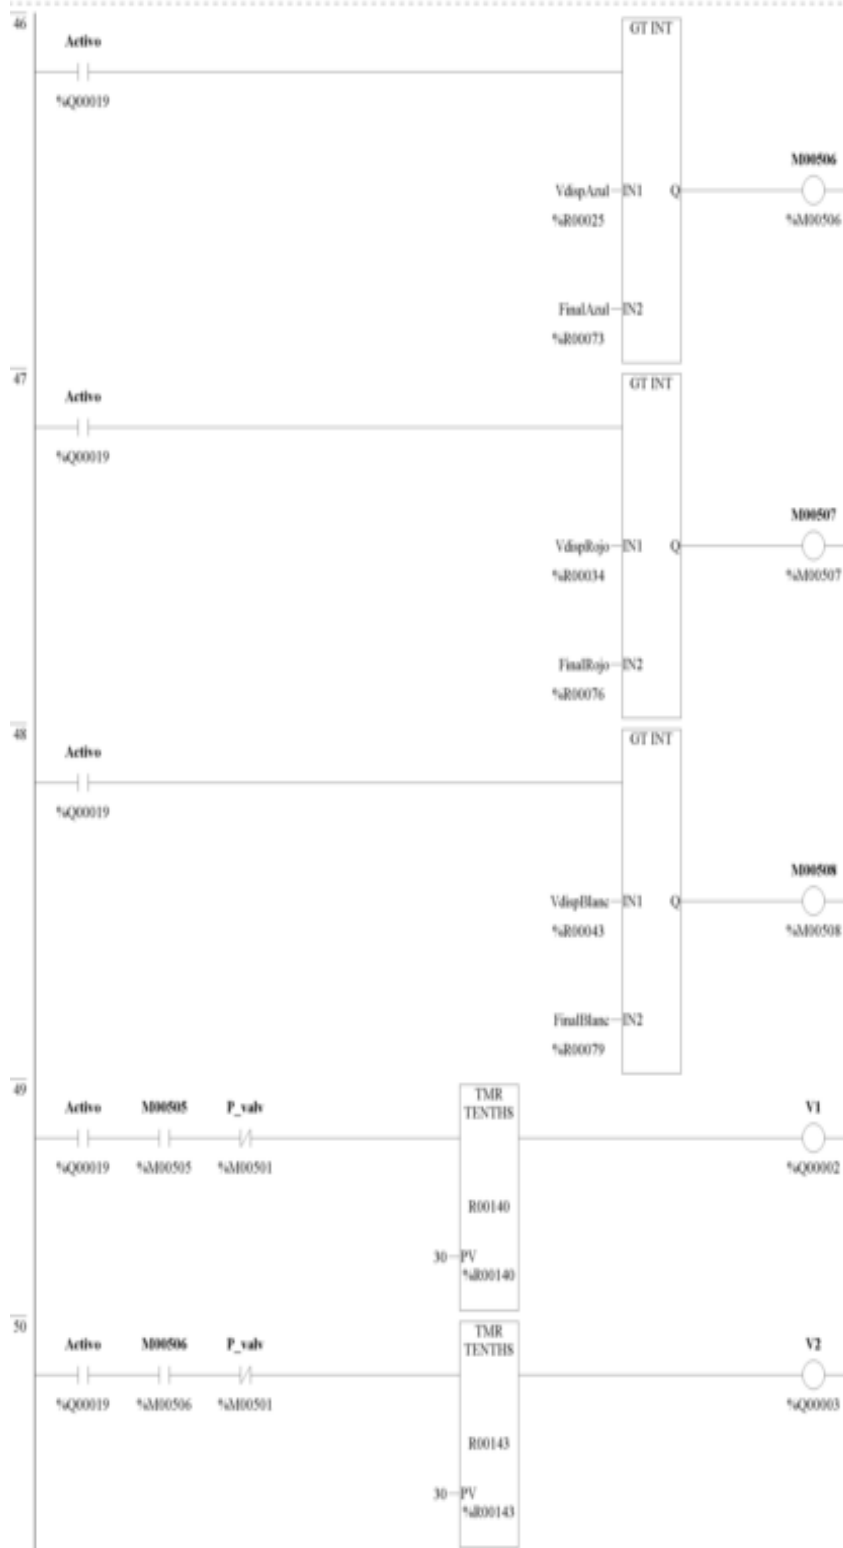 46
Activo
%Q00019
GT INT
M00506
VdispAzul IN1 Q
%R00025
%M00506
FinalAzul IN2
%R00073
47
Activo
%Q00019
GT INT
M00507
VdispRojo IN1 Q
%R00034
%M00507
FinalRojo IN2
%R00076
48
Activo
%Q00019
GT INT
M00508
VdispBlanc IN1 Q
%R00043
%M00508
FinalBlanc IN2
%R00079
49
Activo M00505 P_valv
%Q00019 %M00505 %M00501
TMR
TENTHS
V1
%Q00002
R00140
30 PV
%R00140
50
Activo M00506 P_valv
%Q00019 %M00506 %M00501
TMR
TENTHS
V2
%Q00003
R00143
30 PV
%R00143